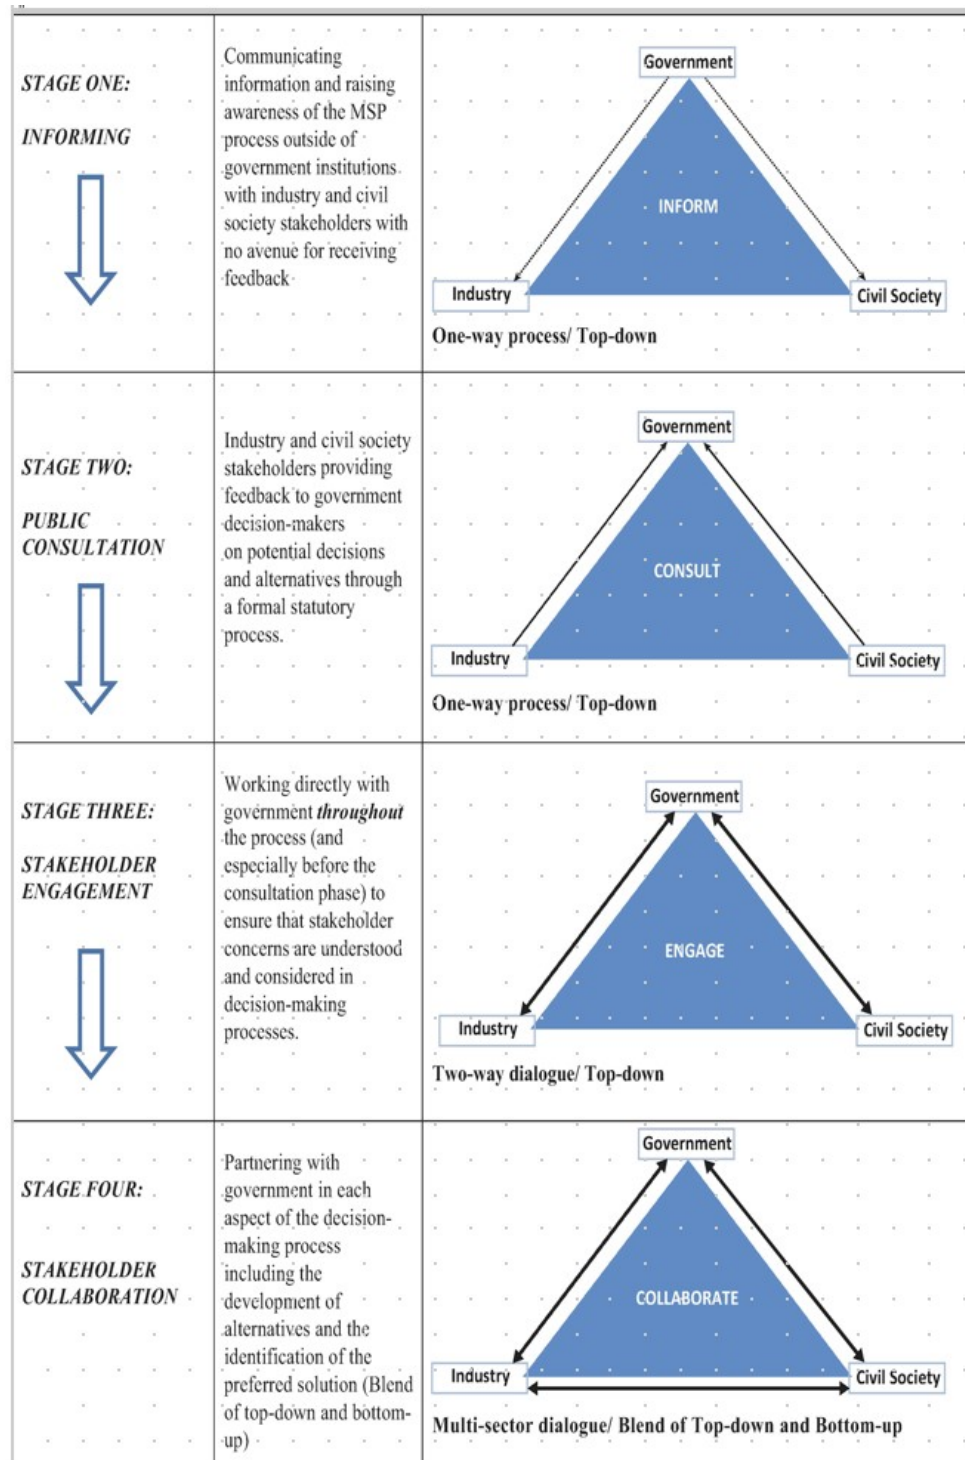 STAGE ONE:
INFORMING
Communicating
information and raising
awareness of the MSP
process outside of
government institutions
with industry and civil
society stakeholders with
no avenue for receiving
feedback
Government
INFORM
Industry
Civil Society
One-way process/ Top-down
STAGE TWO:
PUBLIC
CONSULTATION
Industry and civil society
stakeholders providing
feedback to government
decision-makers
on potential decisions
and alternatives through
a formal statutory
process.
Government
CONSULT
Industry
Civil Society
One-way process/ Top-down
STAGE THREE:
STAKEHOLDER
ENGAGEMENT
Working directly with
government throughout
the process (and
especially before the
consultation phase) to
ensure that stakeholder
concerns are understood
and considered in
decision-making
processes.
Government
ENGAGE
Industry
Civil Society
Two-way dialogue/ Top-down
STAGE FOUR:
STAKEHOLDER
COLLABORATION
Partnering with
government in each
aspect of the decision-
making process
including the
development of
alternatives and the
identification of the
preferred solution (Blend
of top-down and bottom-
up)
Government
COLLABORATE
Industry
Civil Society
Multi-sector dialogue/ Blend of Top-down and Bottom-up